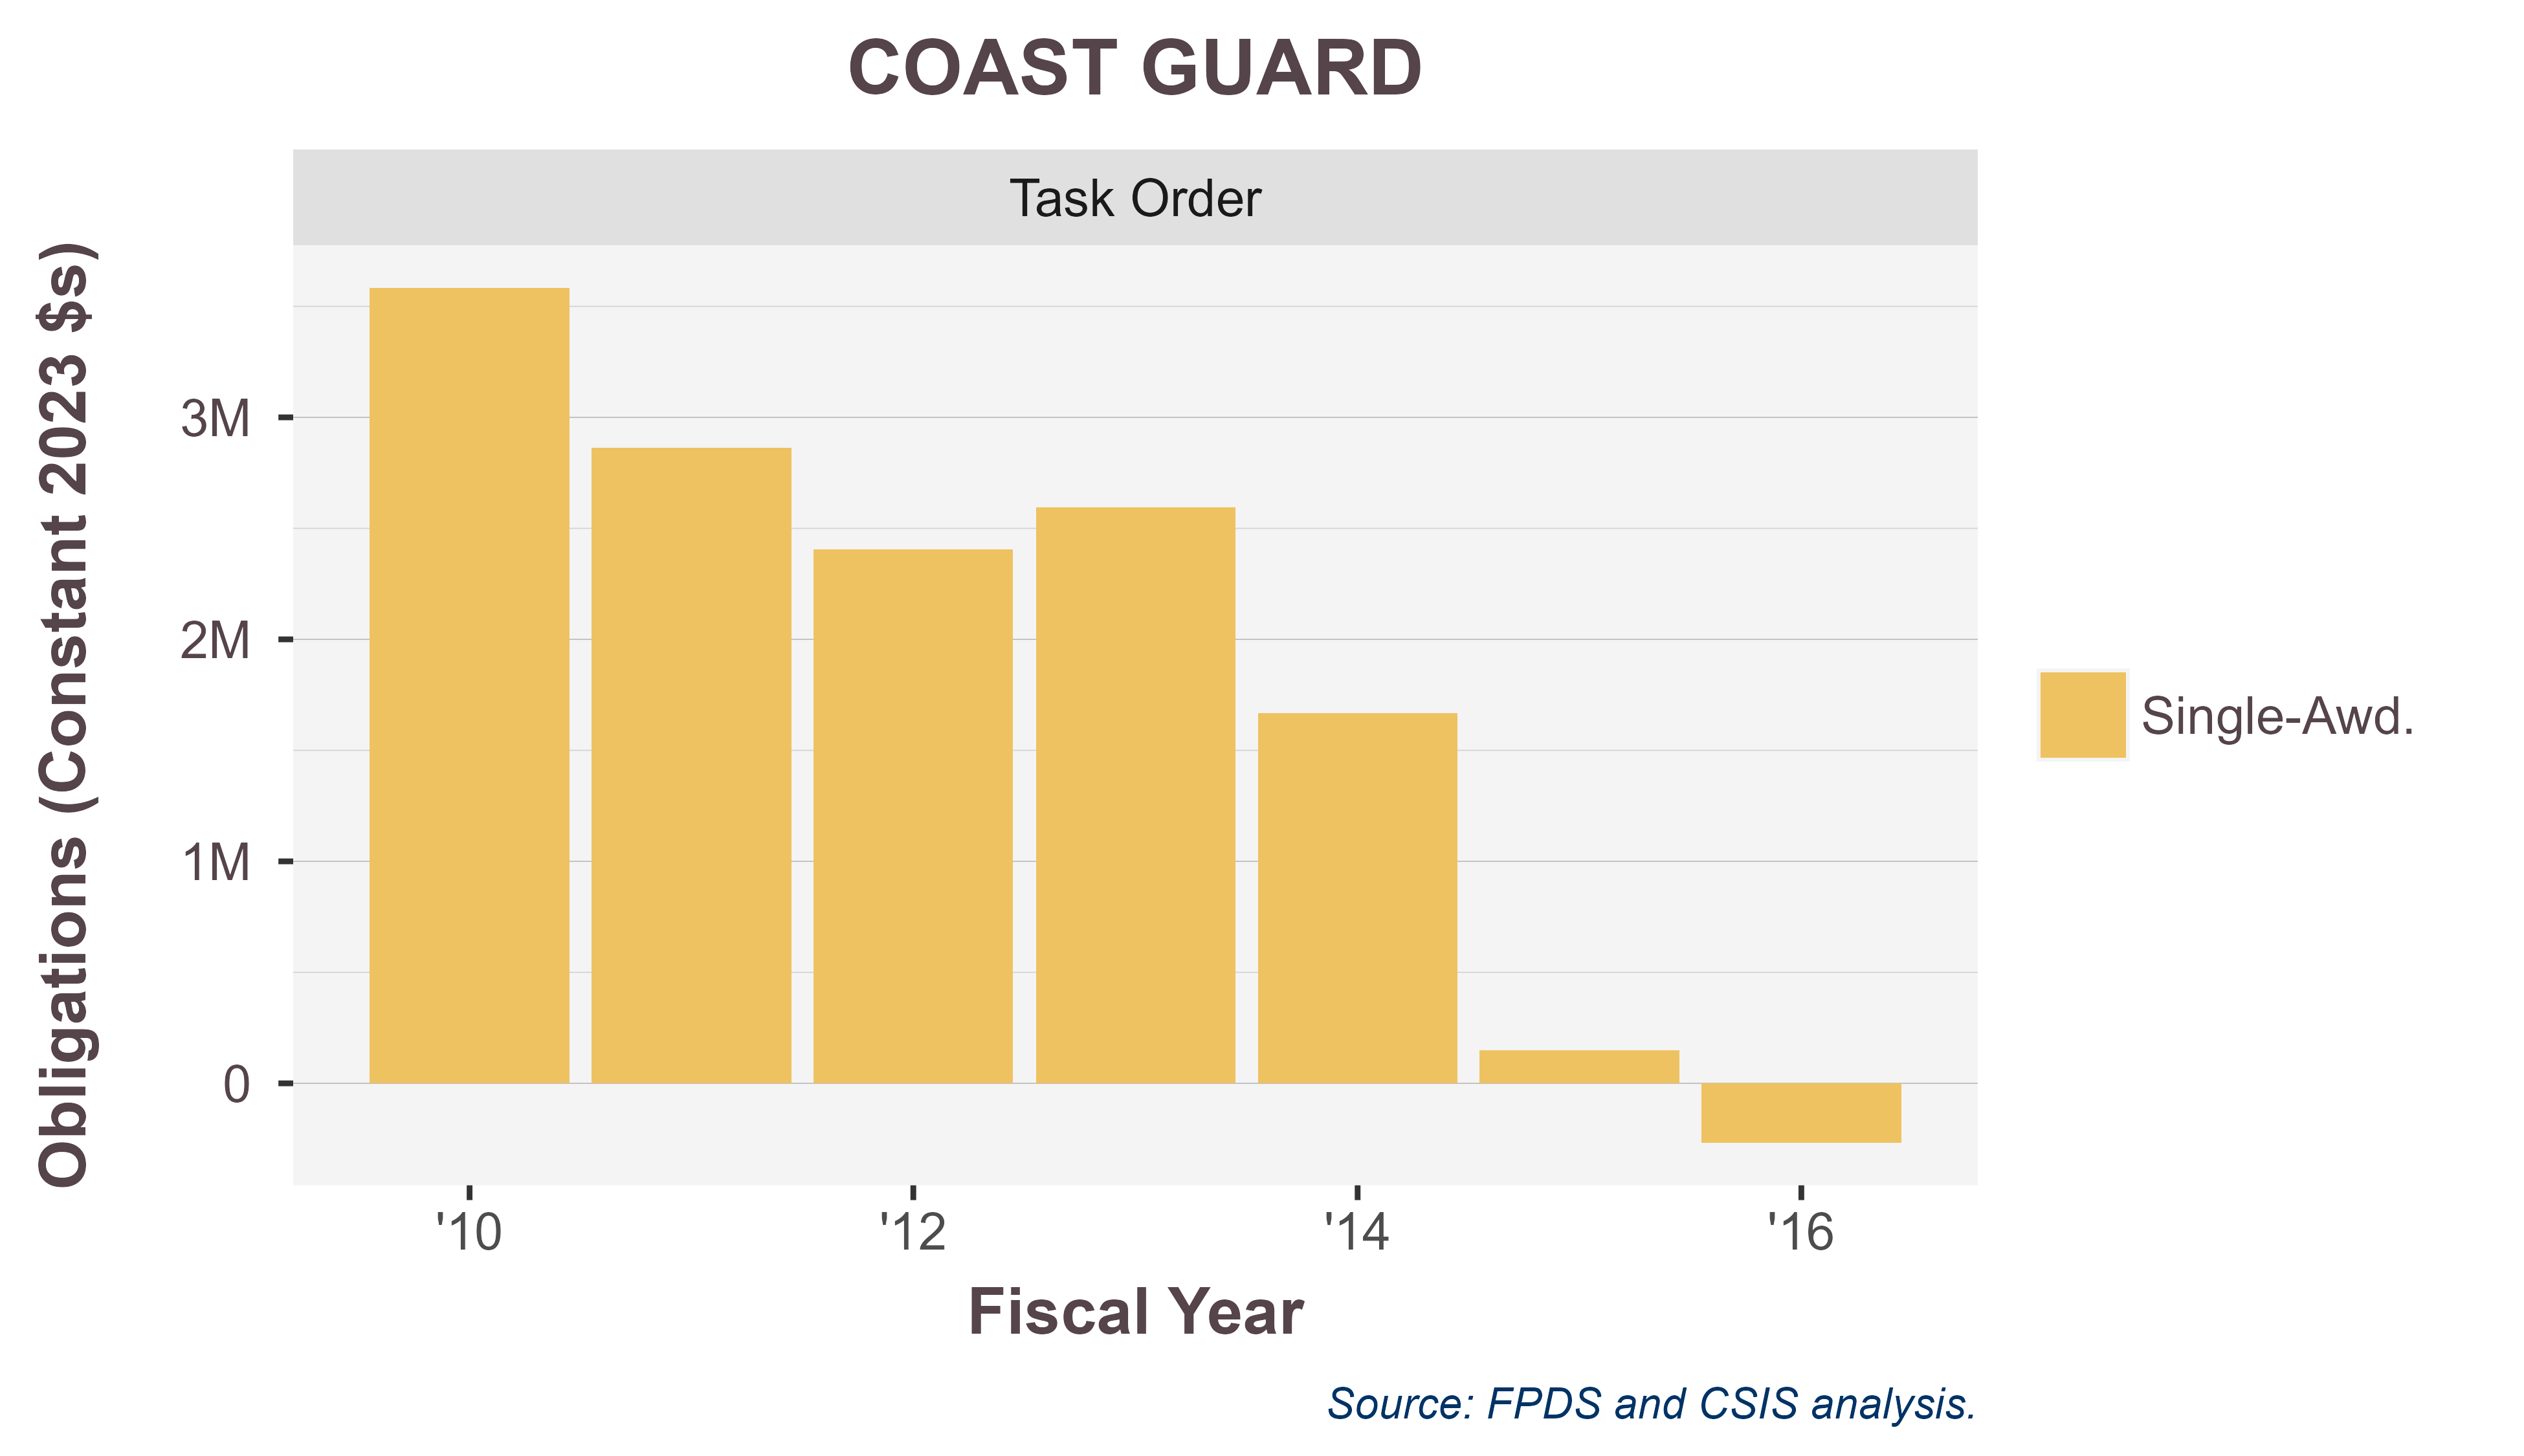 COAST GUARD
Task Order
Obligations (Constant 2023 $s)
3M
2M
1M
0
'10
'12
'14
'16
Fiscal Year
Single-Awd.
Source: FPDS and CSIS analysis.